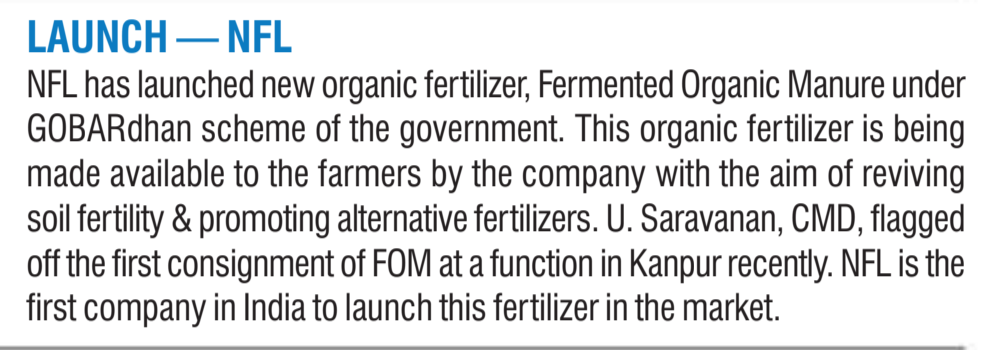 LAUNCH — NFL
NFL has launched new organic fertilizer, Fermented Organic Manure under
GOBARdhan scheme of the government. This organic fertilizer is being
made available to the farmers by the company with the aim of reviving
soil fertility & promoting alternative fertilizers. U. Saravanan, CMD, flagged
off the first consignment of FOM at a function in Kanpur recently. NFL is the
first company in India to launch this fertilizer in the market.